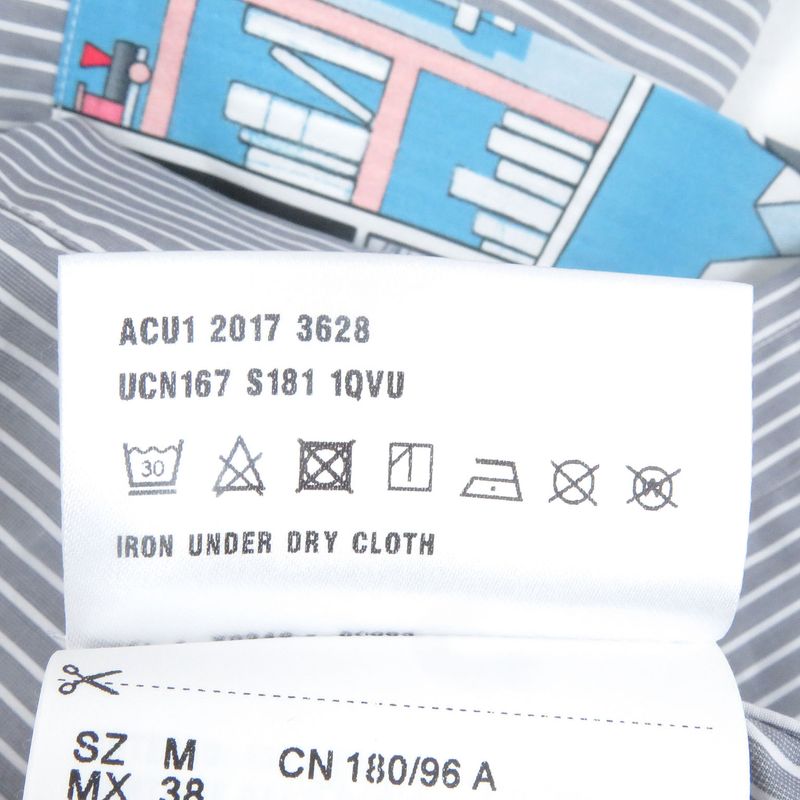 ACU1 2017 3628
UCN167 S181 1QVU
30
W
IRON UNDER DRY CLOTH
SZ M CN 180/96 A
MX 38